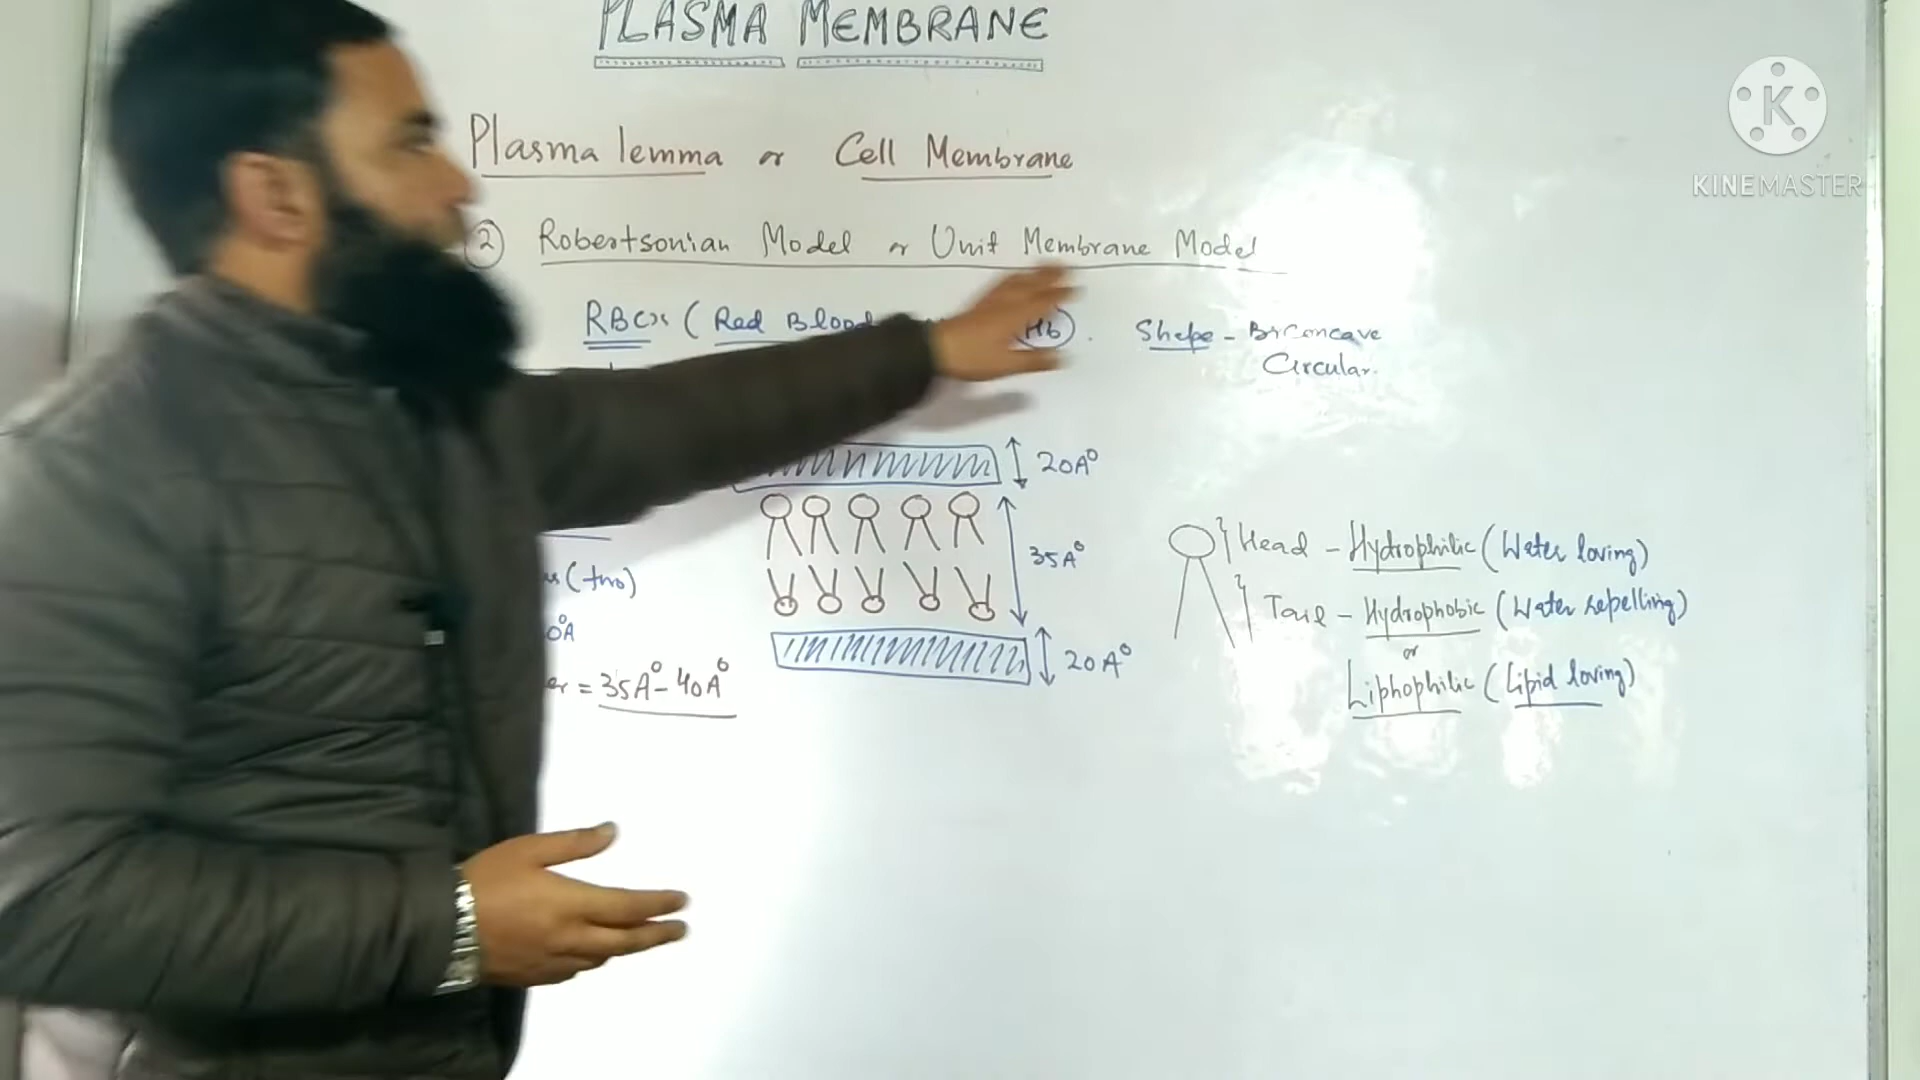 PLASMA MEMBRANE
Plasma lemma or Cell Membrane
② Robertsonian Model or Unit Membrane Model
RBCs (Red Blood Hb). Shape - Biconcave
Circular.
20A°
35A°
20A°
(two)
0A°
= 35A° - 40A°
Head - Hydrophilic (Water loving)
Tail - Hydrophobic (Water repelling)
or
Liphophilic (Lipid loving)
K
KINEMASTER